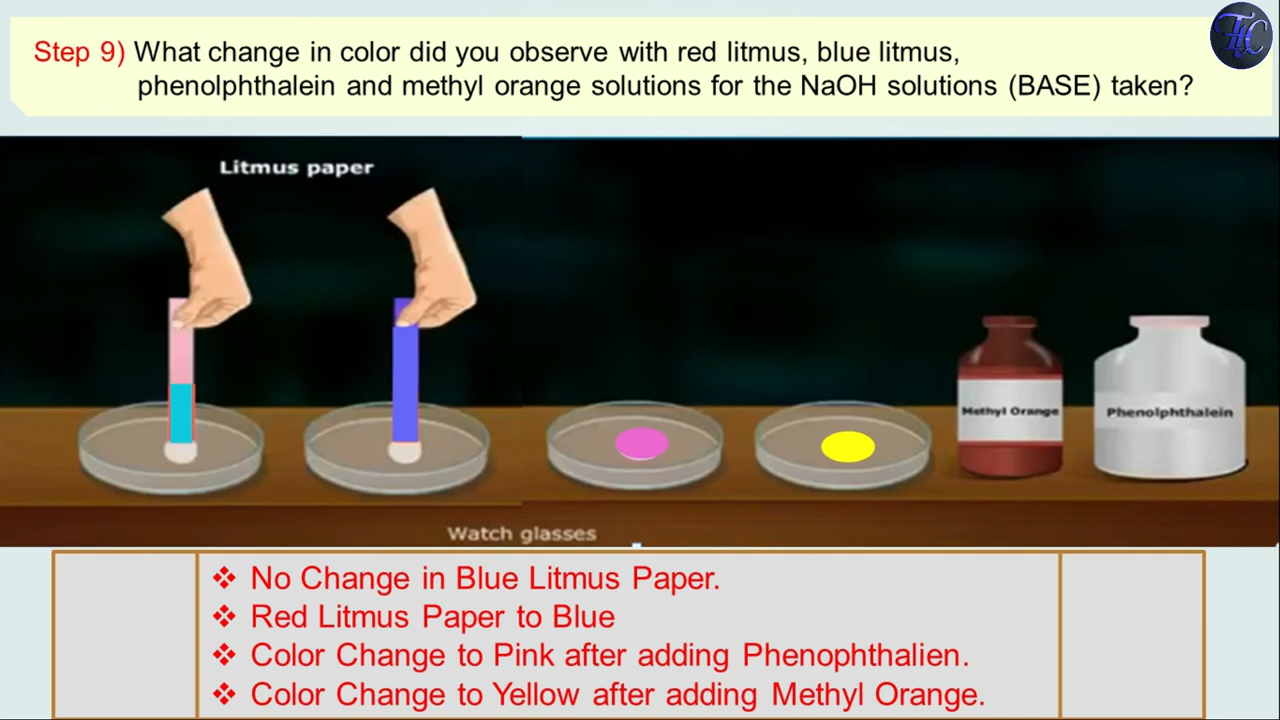 Step 9) What change in color did you observe with red litmus, blue litmus,
phenolphthalein and methyl orange solutions for the NaOH solutions (BASE) taken?
Litmus paper
Methyl Orange
Phenolphthalein
Watch glasses
❖ No Change in Blue Litmus Paper.
❖ Red Litmus Paper to Blue
❖ Color Change to Pink after adding Phenophthalien.
❖ Color Change to Yellow after adding Methyl Orange.